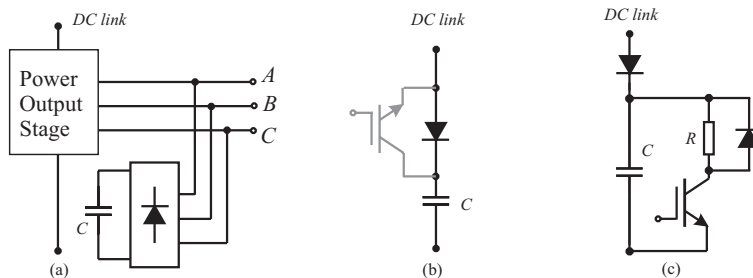 DC link
Power
Output
Stage
A
B
C
C
(a)
DC link
C
(b)
DC link
C
R
(c)